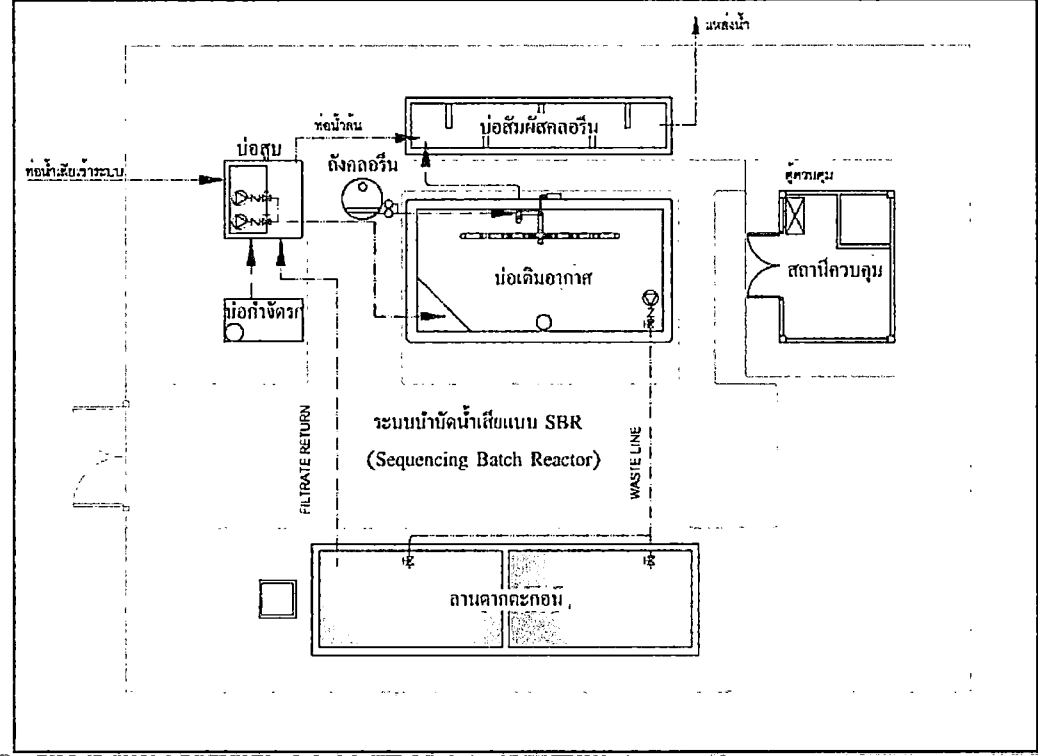 แหล่งน้ำ
ท่อน้ำล้น
บ่อสัมผัสคลอรีน
บ่อสูบ
ถังคลอรีน
ท่อน้ำเสียเข้าระบบ
ตู้ควบคุม
บ่อเติมอากาศ
สถานีควบคุม
บ่อกำจัดรก
ระบบบำบัดน้ำเสียแบบ SBR
(Sequencing Batch Reactor)
FILTRATE RETURN
WASTE LINE
ลานตากตะกอน